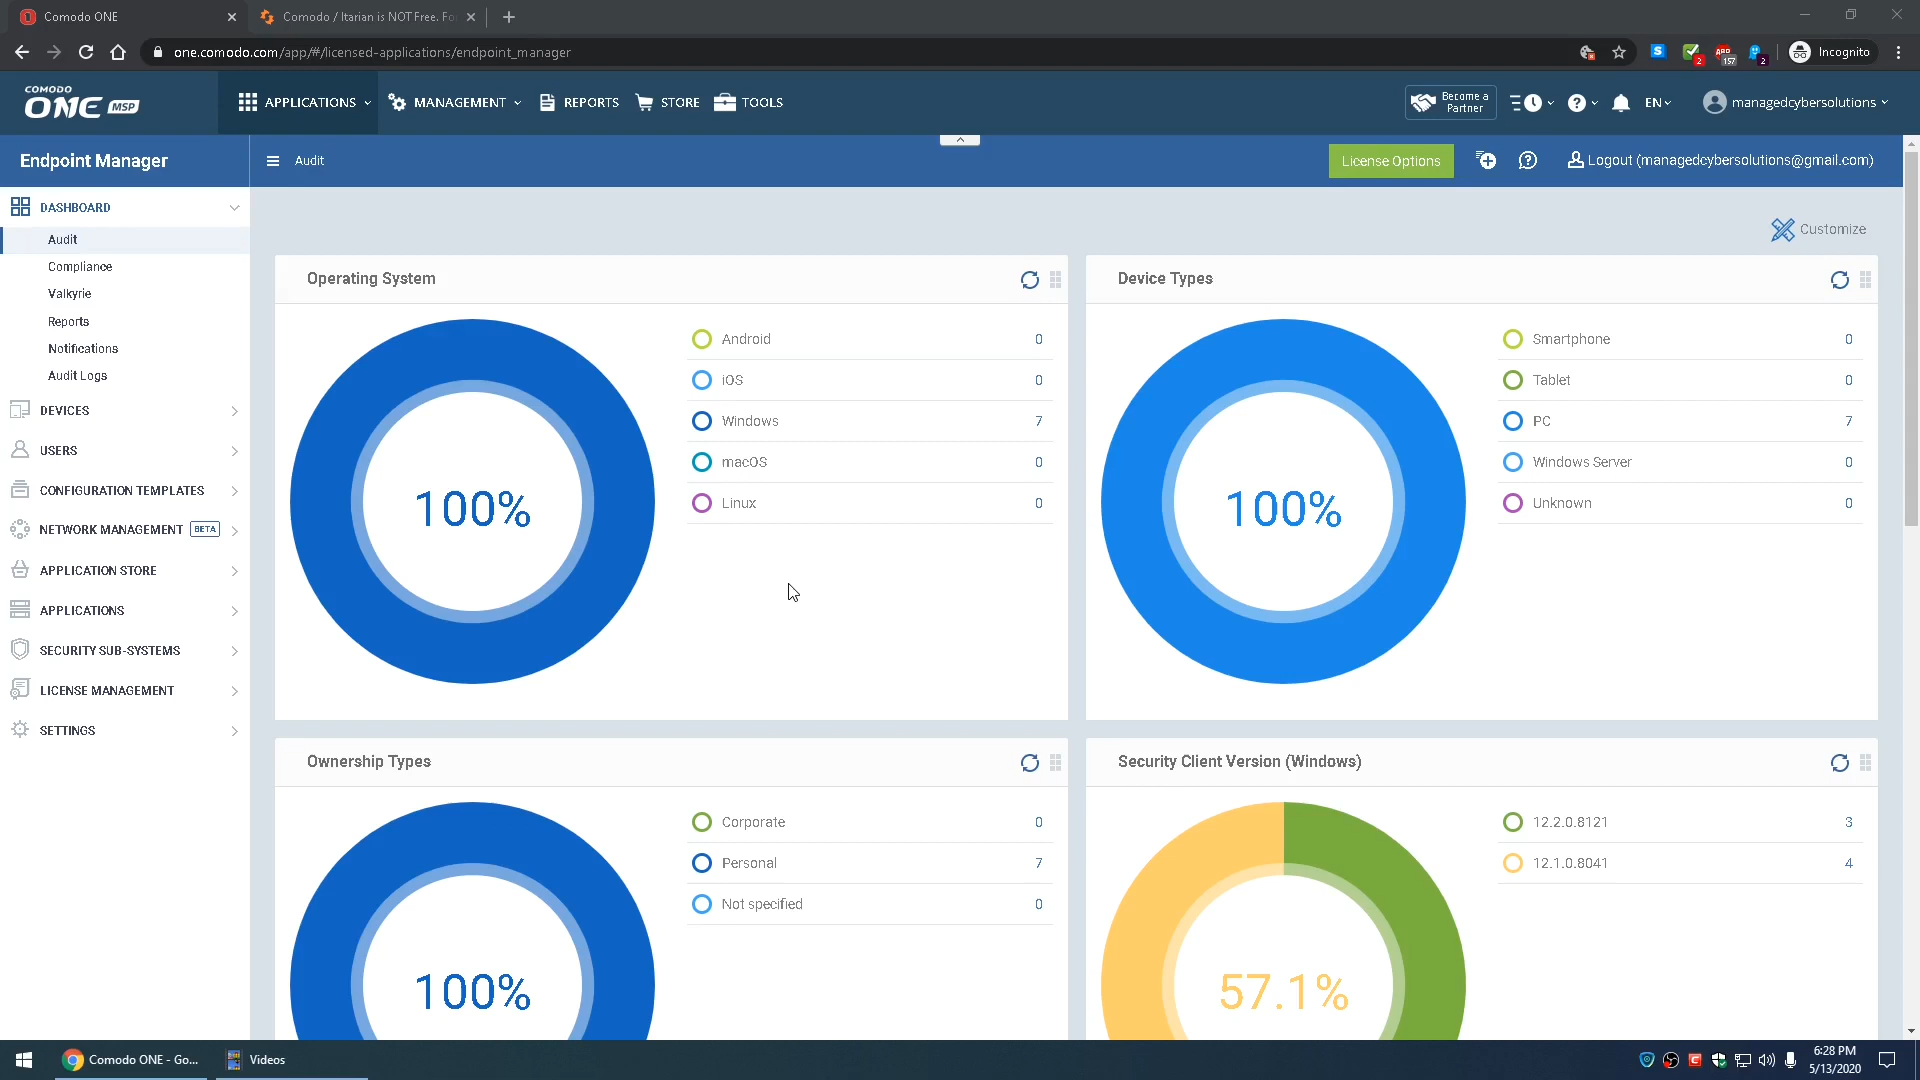 Comodo ONE
Comodo / Itarian is NOT Free. Fo
one.comodo.com/app/#/licensed-applications/endpoint_manager
S
2
ABP
157
2
Incognito
COMODO
ONE MSP
APPLICATIONS
MANAGEMENT
REPORTS
STORE
TOOLS
Become a
Partner
EN
managedcybersolutions
Endpoint Manager
Audit
License Options
Logout (managedcybersolutions@gmail.com)
DASHBOARD
Audit
Compliance
Valkyrie
Reports
Notifications
Audit Logs
DEVICES
USERS
CONFIGURATION TEMPLATES
NETWORK MANAGEMENT BETA
APPLICATION STORE
APPLICATIONS
SECURITY SUB-SYSTEMS
LICENSE MANAGEMENT
SETTINGS
Customize
Operating System
100%
Android 0
iOS 0
Windows 7
macOS 0
Linux 0
Device Types
100%
Smartphone 0
Tablet 0
PC 7
Windows Server 0
Unknown 0
Ownership Types
100%
Corporate 0
Personal 7
Not specified 0
Security Client Version (Windows)
57.1%
12.2.0.8121 3
12.1.0.8041 4
Comodo ONE - Go...
Videos
6:28 PM
5/13/2020